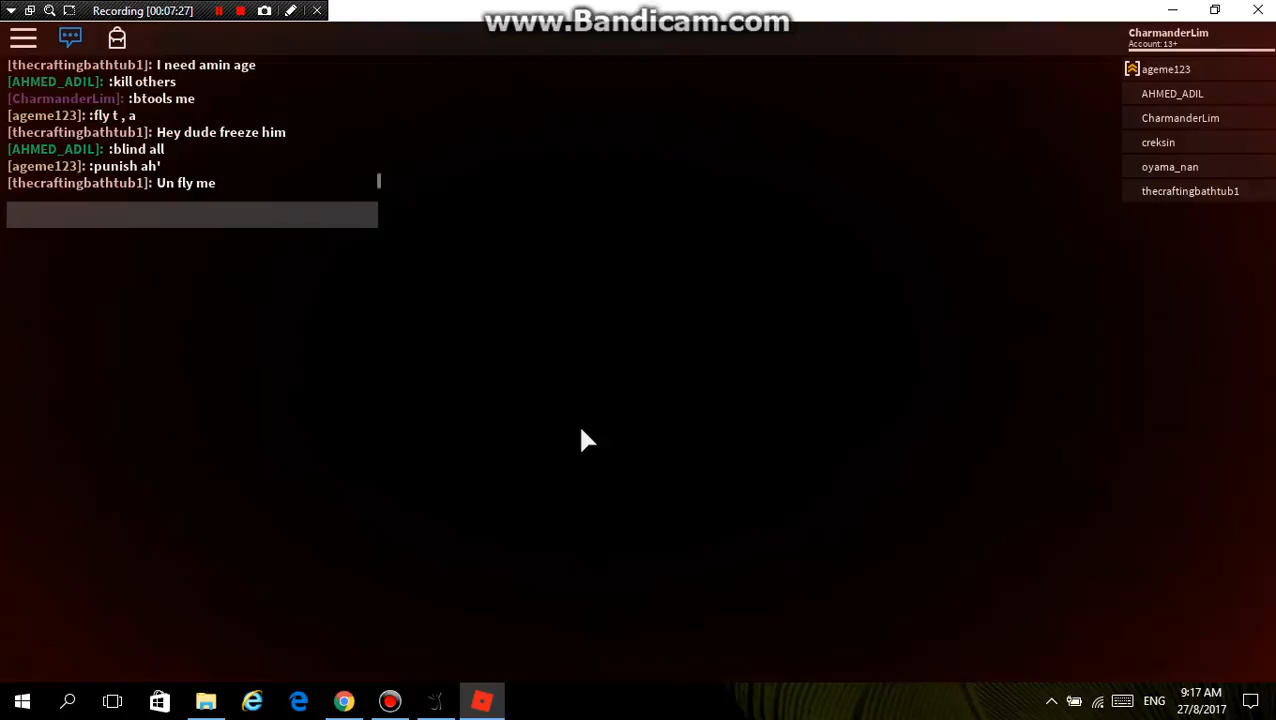 Recording [00:07:27]
www.Bandicam.com
CharmanderLim
Account: 13+
[thecraftingbathtub1]: I need amin age
[AHMED_ADIL]: :kill others
[CharmanderLim]: :btools me
[ageme123]: :fly t , a
[thecraftingbathtub1]: Hey dude freeze him
[AHMED_ADIL]: :blind all
[ageme123]: :punish ah'
[thecraftingbathtub1]: Un fly me
ageme123
AHMED_ADIL
CharmanderLim
creksin
oyama_nan
thecraftingbathtub1
ENG
9:17 AM
27/8/2017